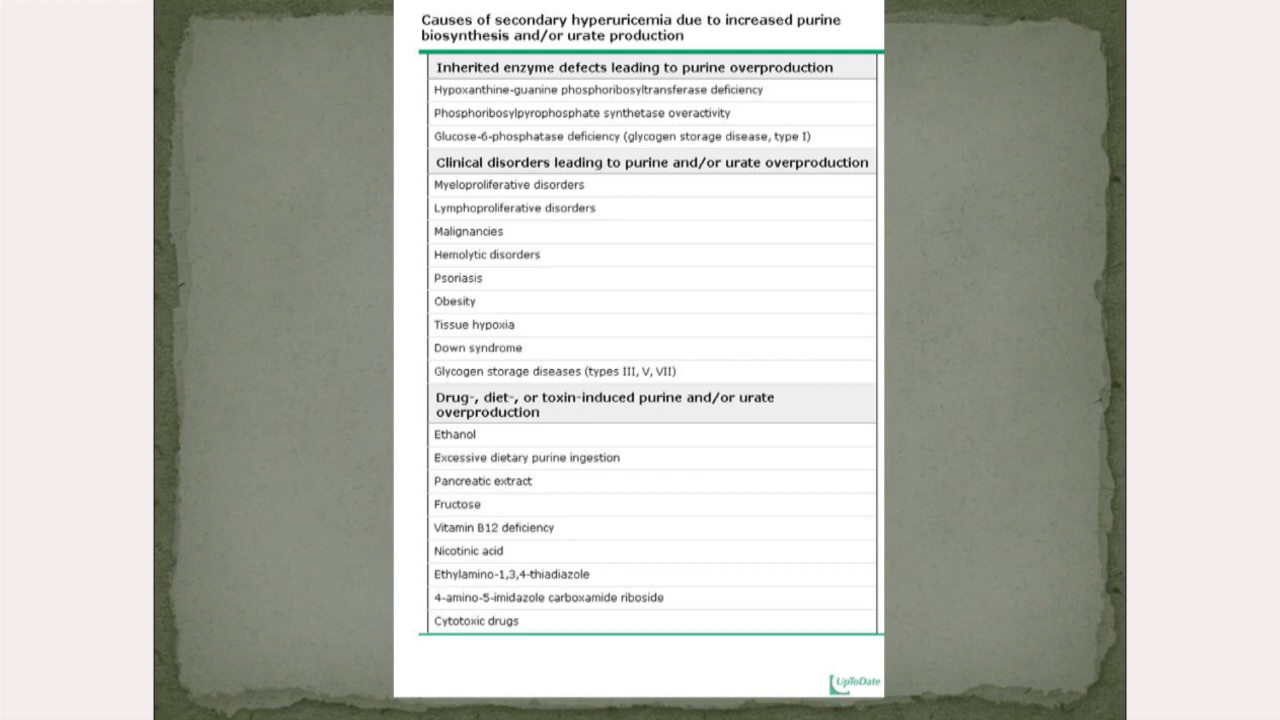 Causes of secondary hyperuricemia due to increased purine
biosynthesis and/or urate production
Inherited enzyme defects leading to purine overproduction
Hypoxanthine-guanine phosphoribosyltransferase deficiency
Phosphoribosylpyrophosphate synthetase overactivity
Glucose-6-phosphatase deficiency (glycogen storage disease, type I)
Clinical disorders leading to purine and/or urate overproduction
Myeloproliferative disorders
Lymphoproliferative disorders
Malignancies
Hemolytic disorders
Psoriasis
Obesity
Tissue hypoxia
Down syndrome
Glycogen storage diseases (types III, V, VII)
Drug-, diet-, or toxin-induced purine and/or urate
overproduction
Ethanol
Excessive dietary purine ingestion
Pancreatic extract
Fructose
Vitamin B12 deficiency
Nicotinic acid
Ethylamino-1,3,4-thiadiazole
4-amino-5-imidazole carboxamide riboside
Cytotoxic drugs
UpToDate